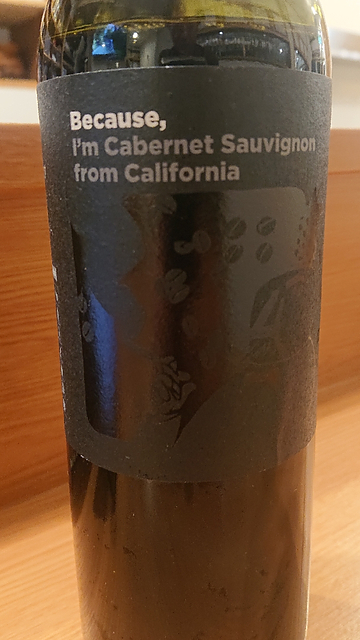 Because,
I'm Cabernet Sauvignon
from California